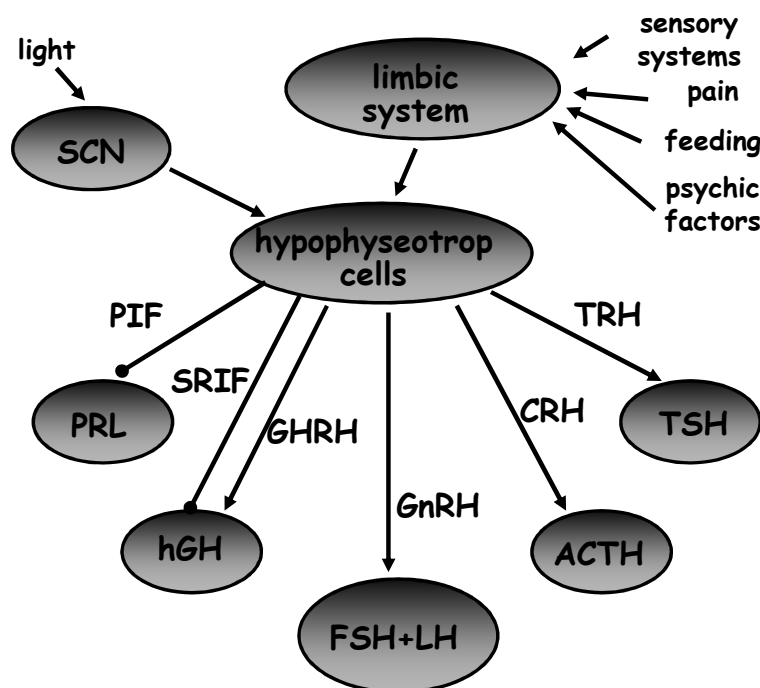 light
SCN
limbic
system
sensory
systems
pain
feeding
psychic
factors
hypophyseotrop
cells
PIF
SRIF
GHRH
GnRH
CRH
TRH
PRL
hGH
FSH+LH
ACTH
TSH